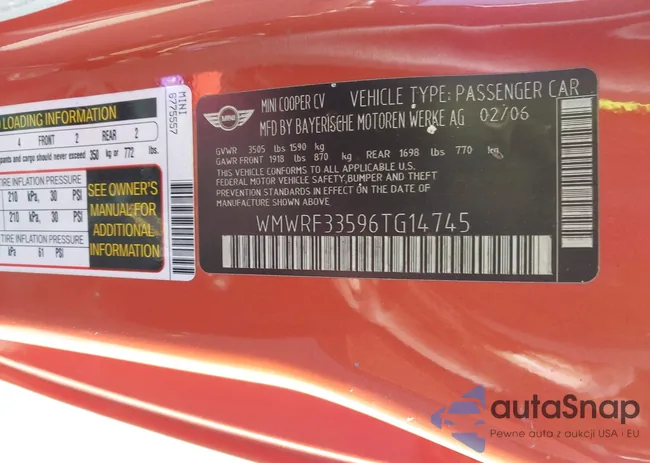 LOADING INFORMATION
4 FRONT 2 REAR 2
and cargo should never exceed 350 kg or 772 lbs.
TIRE INFLATION PRESSURE
210 kPa, 30 PSI
210 kPa, 30 PSI
TIRE INFLATION PRESSURE
kPa 61 PSI
SEE OWNER'S
MANUAL FOR
ADDITIONAL
INFORMATION
MINI
6775557
MINI
MINI COOPER CV VEHICLE TYPE: PASSENGER CAR
MFD BY BAYERISCHE MOTOREN WERKE AG 02/06
GVWR 3505 lbs 1590 kg
GAWR FRONT 1918 lbs 870 kg REAR 1698 lbs 770 kg
THIS VEHICLE CONFORMS TO ALL APPLICABLE U.S.
FEDERAL MOTOR VEHICLE SAFETY,BUMPER AND THEFT
PREVENTION STANDARDS IN EFFECT ON THE DATE OF
MANUFACTURE SHOWN ABOVE.
WMWRF33596TG14745
autaSnap
Pewne auta z aukcji USA i EU